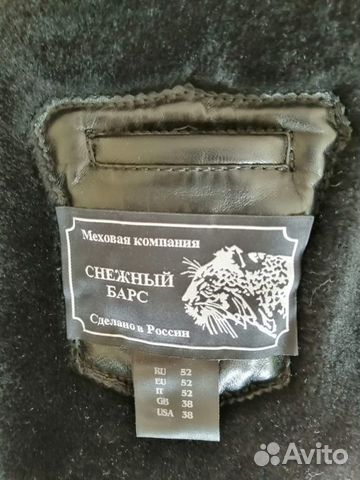 Меховая компания
СНЕЖНЫЙ
БАРС
Сделано в России
RU 52
EU 52
IT 52
GB 38
USA 38
Avito